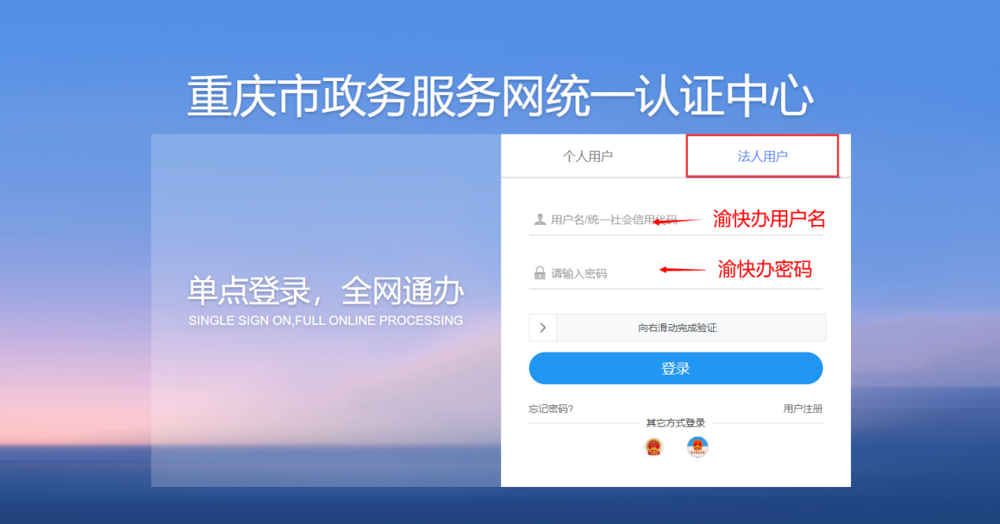 重庆市政务服务网统一认证中心
个人用户
法人用户
用户名/统一社会信用代码
渝快办用户名
请输入密码
渝快办密码
单点登录，全网通办
SINGLE SIGN ON,FULL ONLINE PROCESSING
向右滑动完成验证
登录
忘记密码?
用户注册
其它方式登录